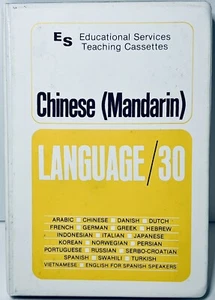 ES Educational Services
Teaching Cassettes
Chinese (Mandarin)
LANGUAGE/30
ARABIC ● CHINESE ● DANISH ● DUTCH
FRENCH ● GERMAN ● GREEK ● HEBREW
INDONESIAN ● ITALIAN ● JAPANESE
KOREAN ● NORWEGIAN ● PERSIAN
PORTUGUESE ● RUSSIAN ● SERBO-CROATIAN
SPANISH ● SWAHILI ● TURKISH
VIETNAMESE ● ENGLISH FOR SPANISH SPEAKERS